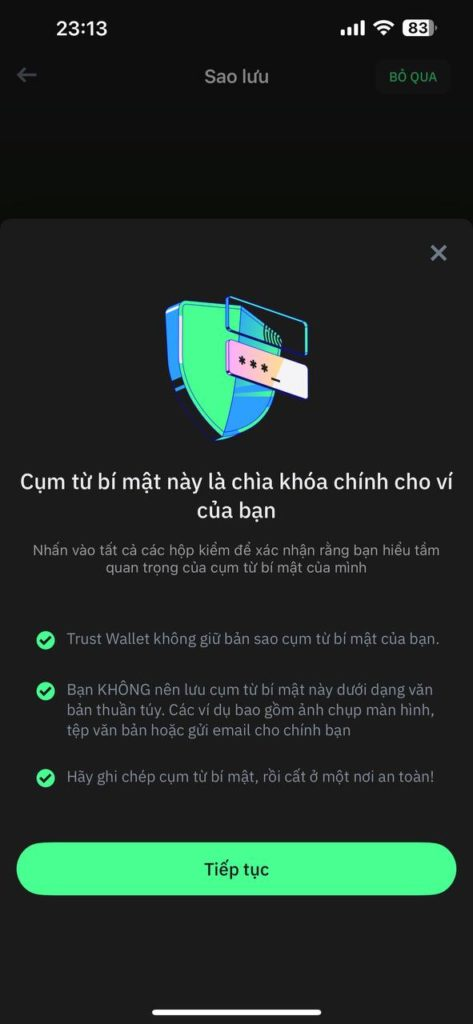 23:13
83
Sao lưu
BỎ QUA
Cụm từ bí mật này là chìa khóa chính cho ví
của bạn
Nhấn vào tất cả các hộp kiểm để xác nhận rằng bạn hiểu tầm
quan trọng của cụm từ bí mật của mình
Trust Wallet không giữ bản sao cụm từ bí mật của bạn.
Bạn KHÔNG nên lưu cụm từ bí mật này dưới dạng văn
bản thuần túy. Các ví dụ bao gồm ảnh chụp màn hình,
tệp văn bản hoặc gửi email cho chính bạn
Hãy ghi chép cụm từ bí mật, rồi cất ở một nơi an toàn!
Tiếp tục